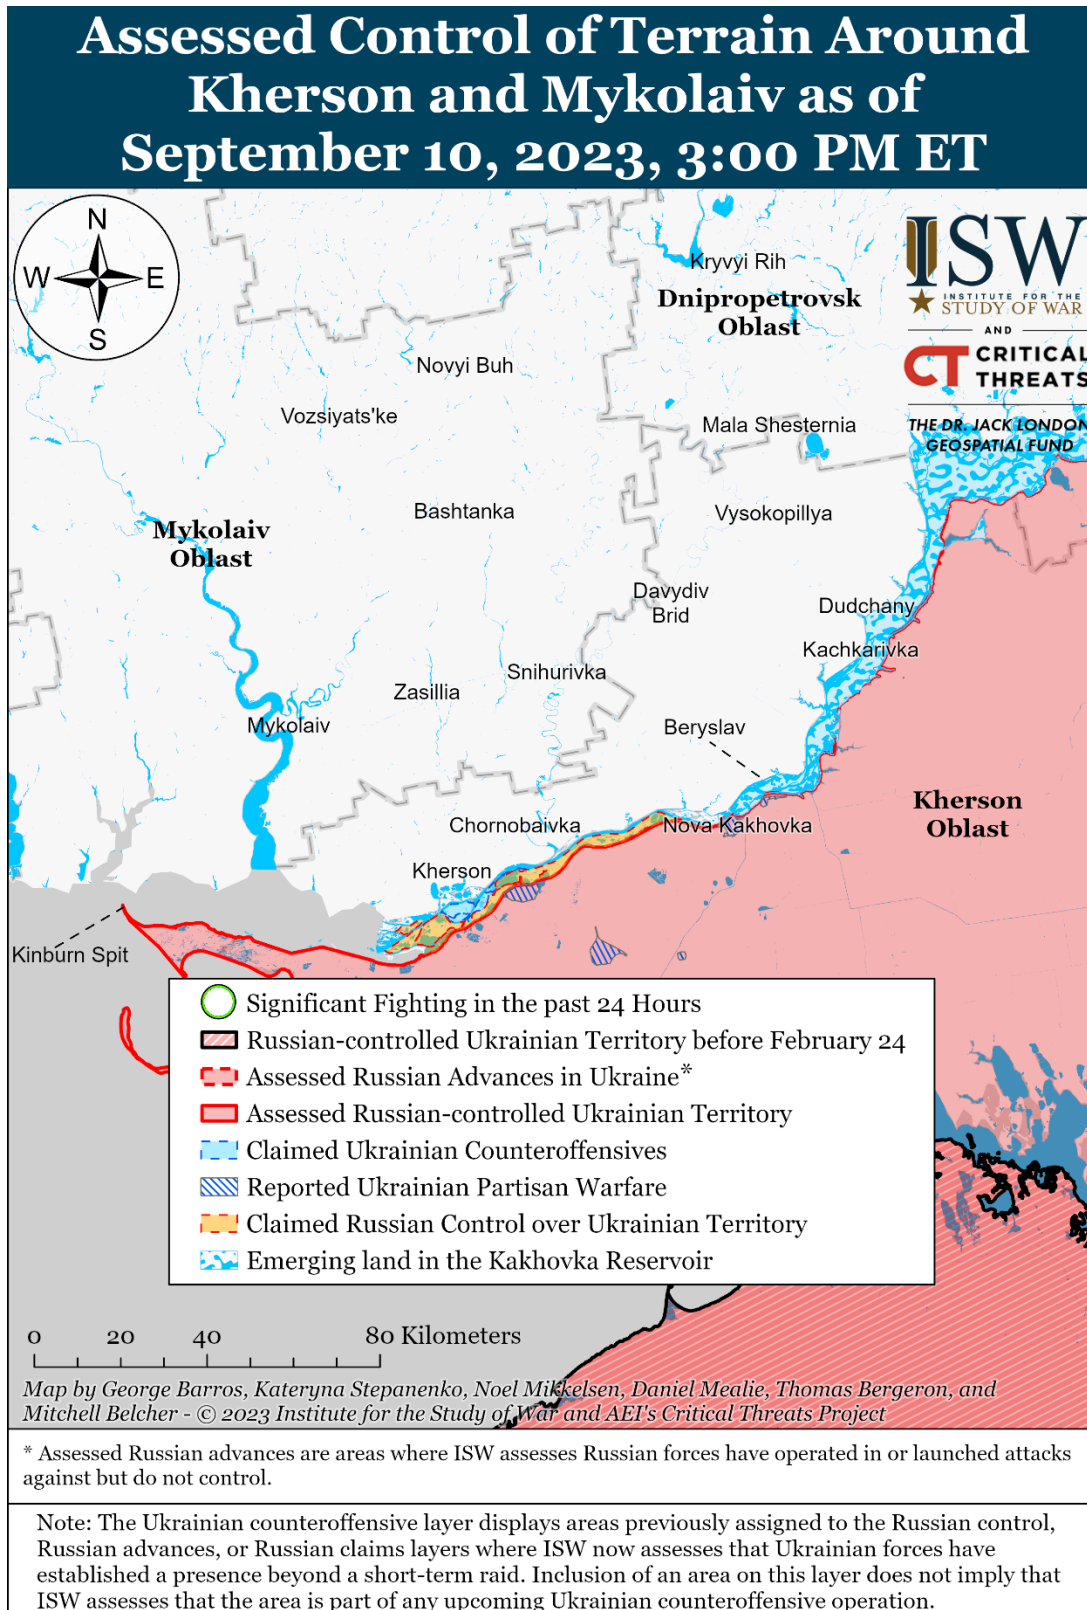 Assessed Control of Terrain Around
Kherson and Mykolaiv as of
September 10, 2023, 3:00 PM ET
N
W E
S
ISW
INSTITUTE FOR THE
STUDY OF WAR
AND
CT CRITICAL
THREATS
THE DR. JACK LONDON
GEOSPATIAL FUND
Kryvyi Rih
Dnipropetrovsk
Oblast
Novyi Buh
Vozsiyats'ke
Mala Shesternia
Bashtanka
Vysokopillya
Mykolaiv
Oblast
Davydiv
Brid
Dudchany
Kachkarivka
Snihurivka
Zasillia
Mykolaiv
Beryslav
Kherson
Oblast
Chornobaivka
Nova Kakhovka
Kherson
Kinburn Spit
Significant Fighting in the past 24 Hours
Russian-controlled Ukrainian Territory before February 24
Assessed Russian Advances in Ukraine*
Assessed Russian-controlled Ukrainian Territory
Claimed Ukrainian Counteroffensives
Reported Ukrainian Partisan Warfare
Claimed Russian Control over Ukrainian Territory
Emerging land in the Kakhovka Reservoir
0 20 40 80 Kilometers
Map by George Barros, Kateryna Stepanenko, Noel Mikkelsen, Daniel Mealie, Thomas Bergeron, and
Mitchell Belcher - © 2023 Institute for the Study of War and AEI's Critical Threats Project
* Assessed Russian advances are areas where ISW assesses Russian forces have operated in or launched attacks
against but do not control.
Note: The Ukrainian counteroffensive layer displays areas previously assigned to the Russian control,
Russian advances, or Russian claims layers where ISW now assesses that Ukrainian forces have
established a presence beyond a short-term raid. Inclusion of an area on this layer does not imply that
ISW assesses that the area is part of any upcoming Ukrainian counteroffensive operation.